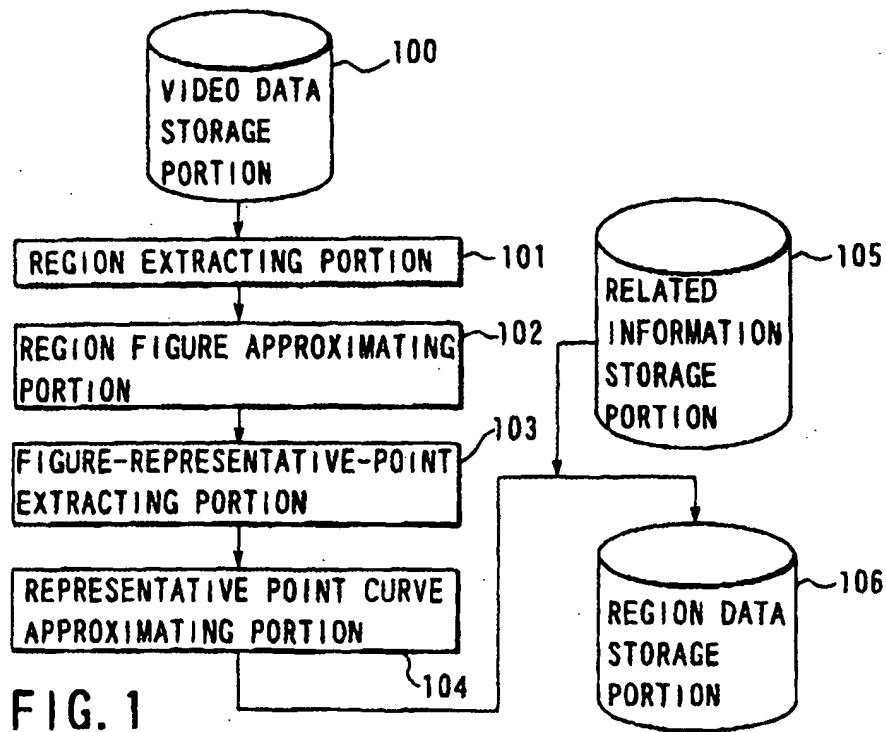 100
VIDEO DATA
STORAGE
PORTION
REGION EXTRACTING PORTION
101
105
RELATED
INFORMATION
STORAGE
PORTION
102
REGION FIGURE APPROXIMATING
PORTION
103
FIGURE-REPRESENTATIVE-POINT
EXTRACTING PORTION
REPRESENTATIVE POINT CURVE
APPROXIMATING PORTION
104
106
REGION DATA
STORAGE
PORTION
FIG. 1